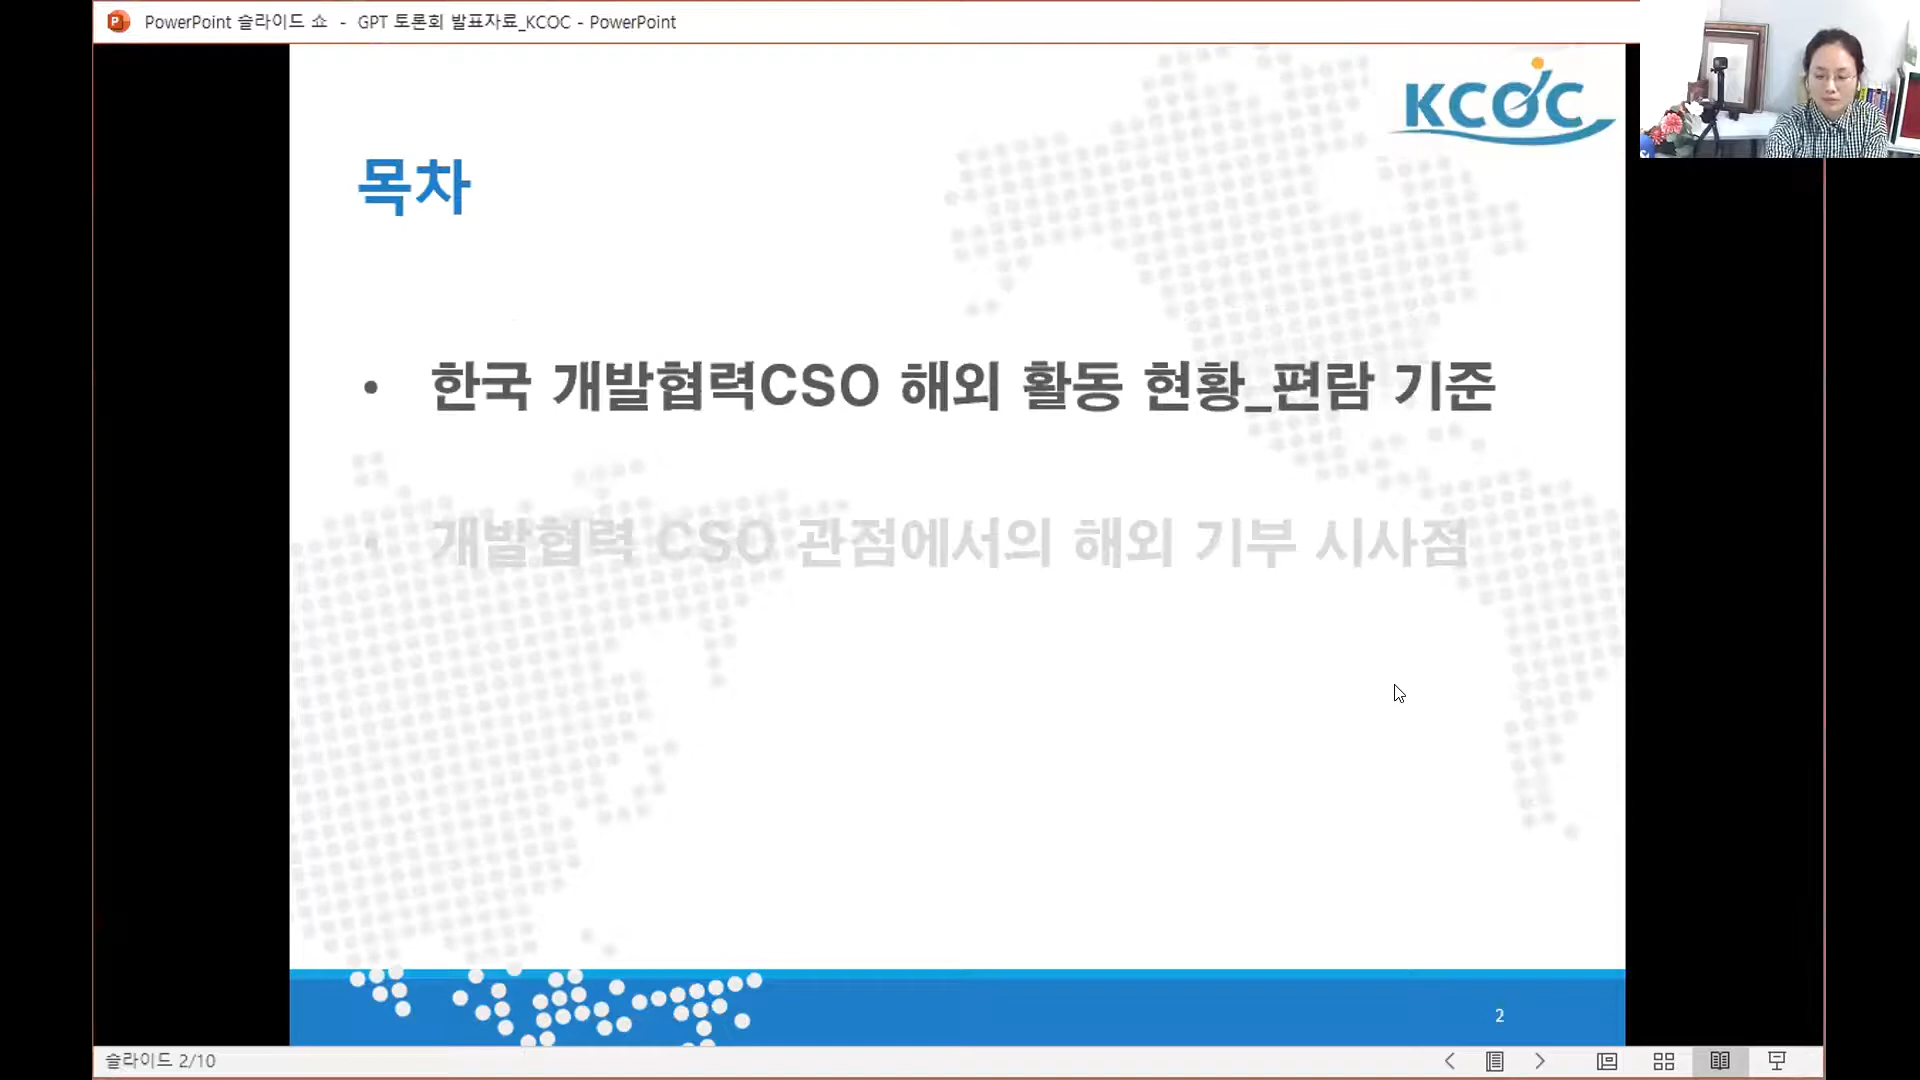 PowerPoint 슬라이드 쇼 - GPT 토론회 발표자료_KCOC - PowerPoint
KCOC
목차
• 한국 개발협력CSO 해외 활동 현황_편람 기준
• 개발협력 CSO 관점에서의 해외 기부 시사점
2
슬라이드 2/10